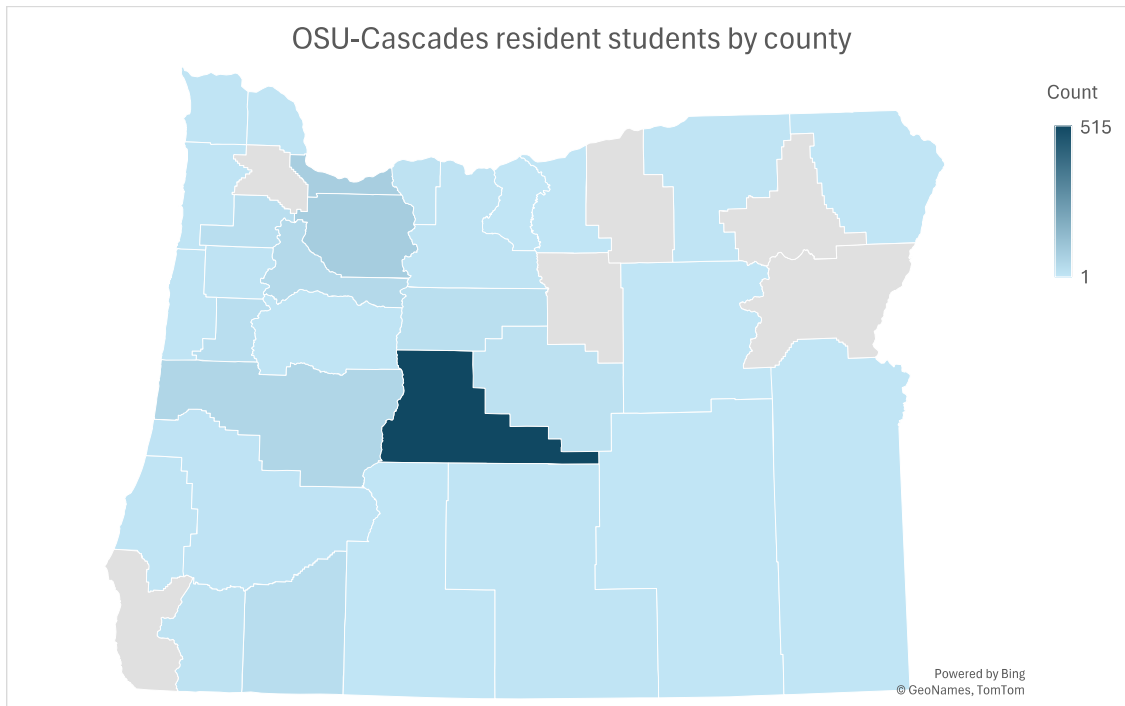 OSU-Cascades resident students by county
Count
515
1
Powered by Bing
© GeoNames, TomTom